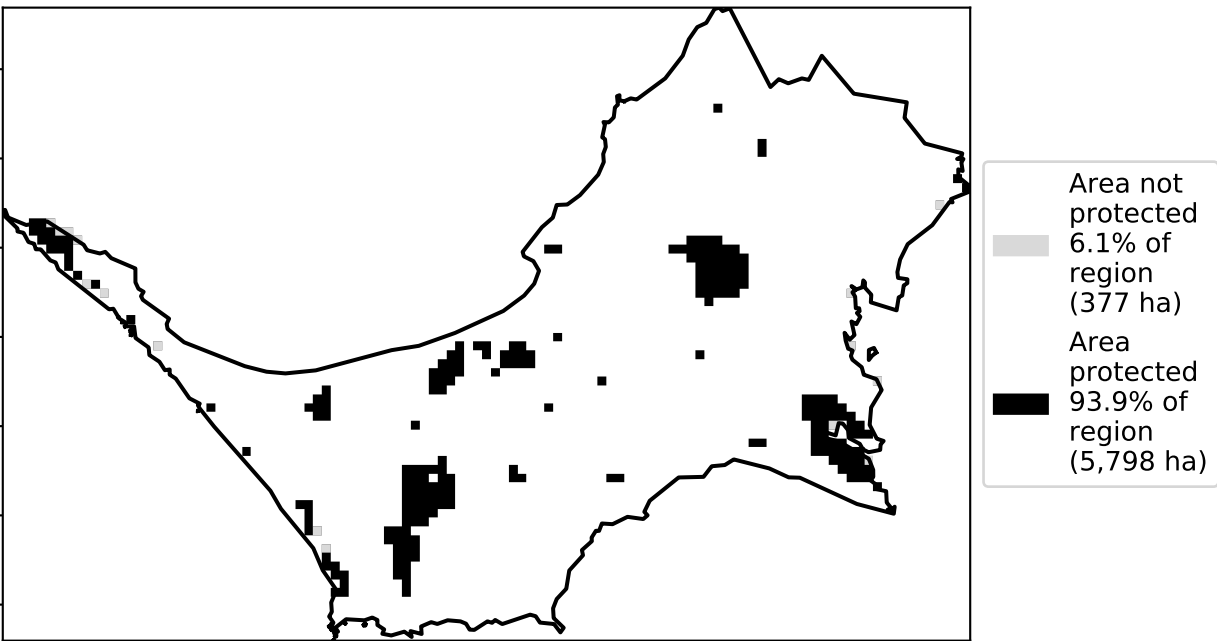 Area not
protected
6.1% of
region
(377 ha)
Area
protected
93.9% of
region
(5,798 ha)